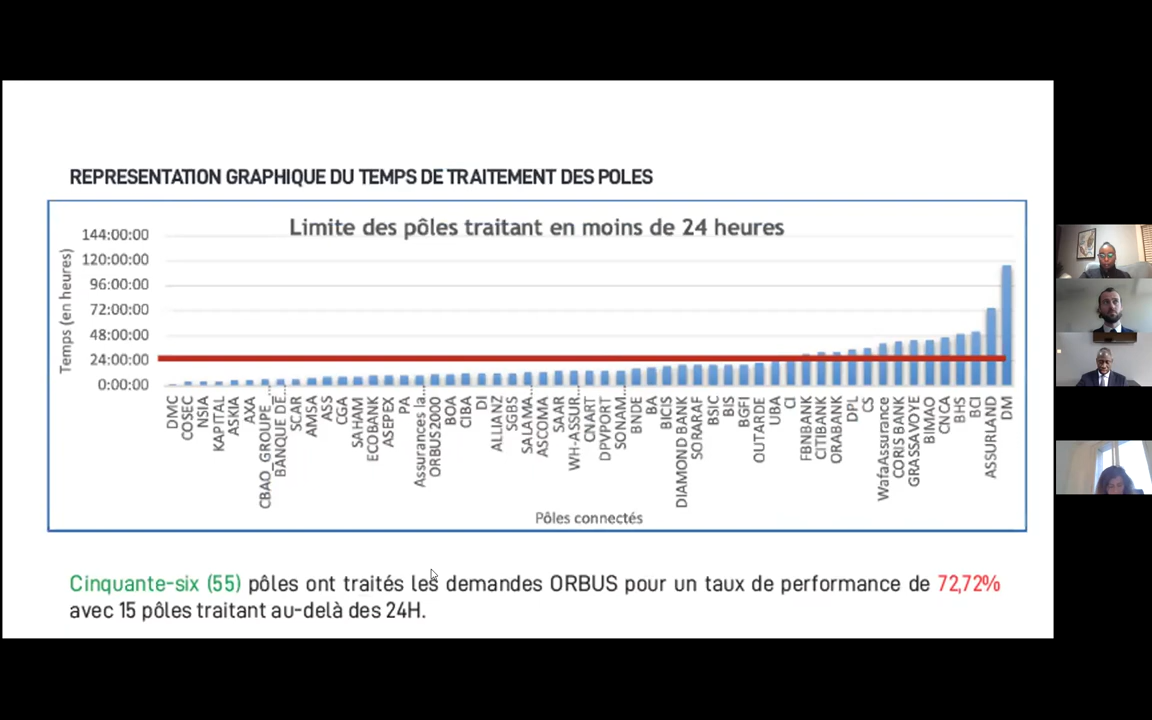 REPRESENTATION GRAPHIQUE DU TEMPS DE TRAITEMENT DES POLES
Limite des pôles traitant en moins de 24 heures
Temps (en heures)
144:00:00
120:00:00
96:00:00
72:00:00
48:00:00
24:00:00
0:00:00
DMC
COSEC
NSIA
KAPITAL
ASKIA
AXA
CBAO_GROUPE_…
BANQUE_DE…
SCAR
AMSA
ASS
CGA
SAHAM
ECOBANK
ASEPEX
PA
Assurances la…
ORBUS2000
BOA
CIBA
DI
ALLIANZ
SGBS
SALAMA…
ASCOMA
SAAR
WH-ASSUR…
CNART
DPVPORT
SONAM…
BNDE
BA
BICIS
DIAMOND BANK
SORARAF
BSIC
BIS
BGFI
OUTARDE
UBA
CI
FBNBANK
CITIBANK
ORABANK
DPL
CS
WafaAssurance
CORIS BANK
GRASSAVOYE
BIMAO
CNCA
BHS
BCI
ASSURLAND
DM
Pôles connectés
Cinquante-six (55) pôles ont traités les demandes ORBUS pour un taux de performance de 72,72%
avec 15 pôles traitant au-delà des 24H.